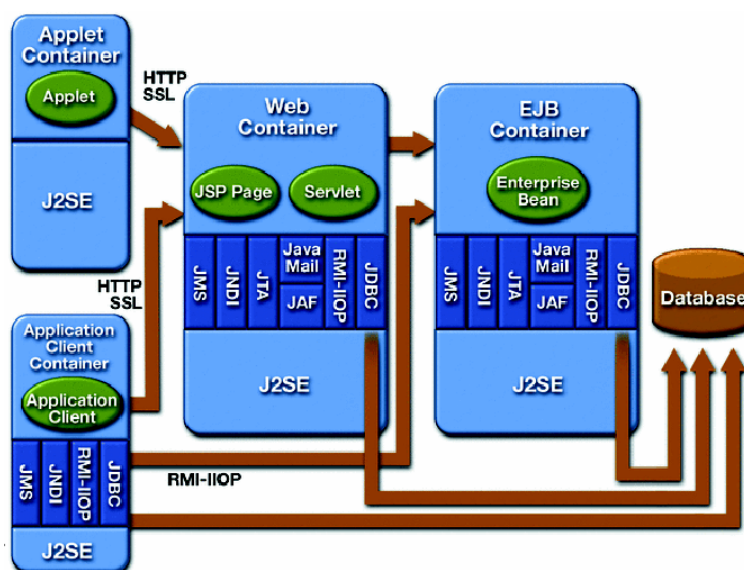 Applet
Container
Applet
J2SE
HTTP
SSL
Web
Container
JSP Page
Servlet
JMS
JNDI
JTA
Java
Mail
JAF
RMI-IIOP
JDBC
J2SE
EJB
Container
Enterprise
Bean
JMS
JNDI
JTA
Java
Mail
JAF
RMI-IIOP
JDBC
J2SE
Database
HTTP
SSL
Application
Client
Container
Application
Client
JMS
JNDI
RMI-IIOP
JDBC
J2SE
RMI-IIOP